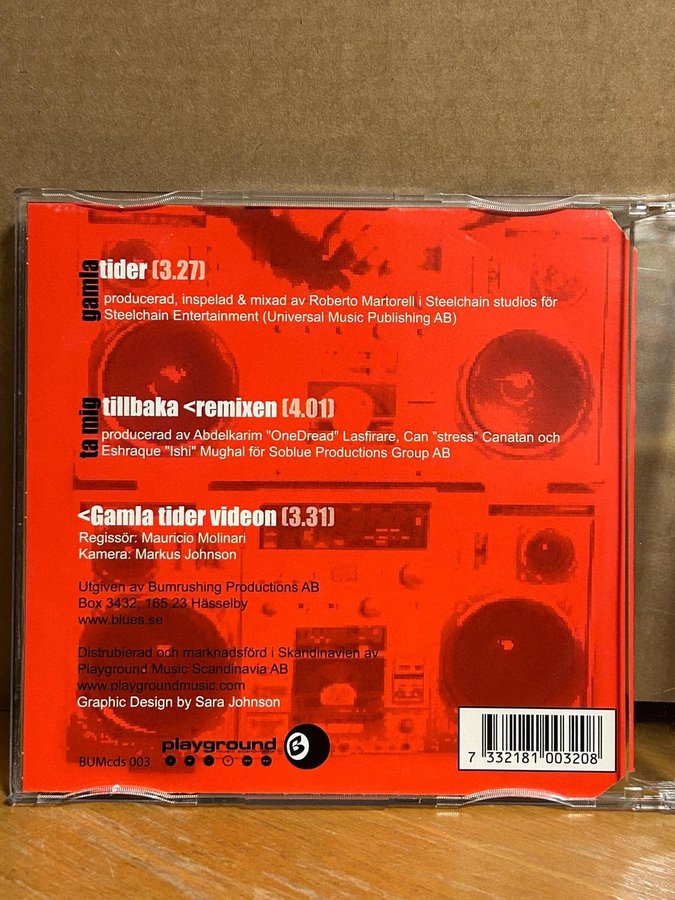 gamla tider (3.27)
producerad, inspelad & mixad av Roberto Martorell i Steelchain studios för
Steelchain Entertainment (Universal Music Publishing AB)
ta mig tillbaka <remixen (4.01)
producerad av Abdelkarim "OneDread" Lasfirare, Can "stress" Canatan och
Eshraque "Ishi" Mughal för Soblue Productions Group AB
<Gamla tider videon (3.31)
Regissör: Mauricio Molinari
Kamera: Markus Johnson
Utgiven av Bumrushing Productions AB
Box 3432, 165 23 Hässelby
www.blues.se
Distrubierad och marknadsförd i Skandinavien av
Playground Music Scandinavia AB
www.playgroundmusic.com
Graphic Design by Sara Johnson
playground
B
BUMcds 003
7 332181 003208